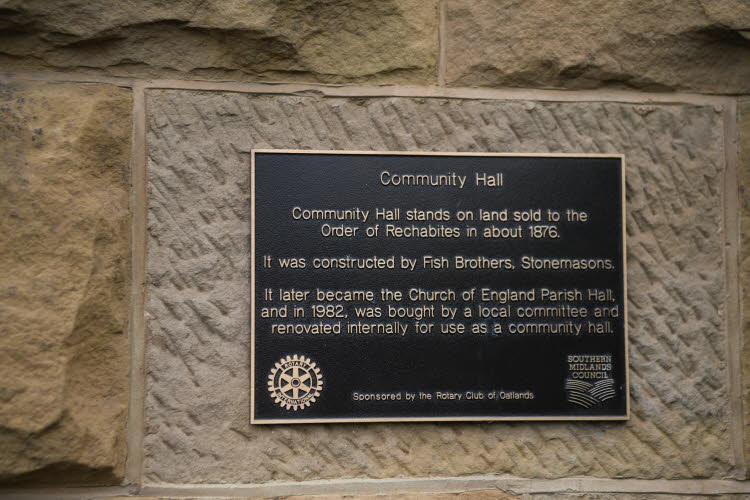 Community Hall
Community Hall stands on land sold to the
Order of Rechabites in about 1876.
It was constructed by Fish Brothers, Stonemasons.
It later became the Church of England Parish Hall,
and in 1982, was bought by a local committee and
renovated internally for use as a community hall.
ROTARY
INTERNATIONAL
SOUTHERN
MIDLANDS
COUNCIL
Sponsored by the Rotary Club of Oatlands